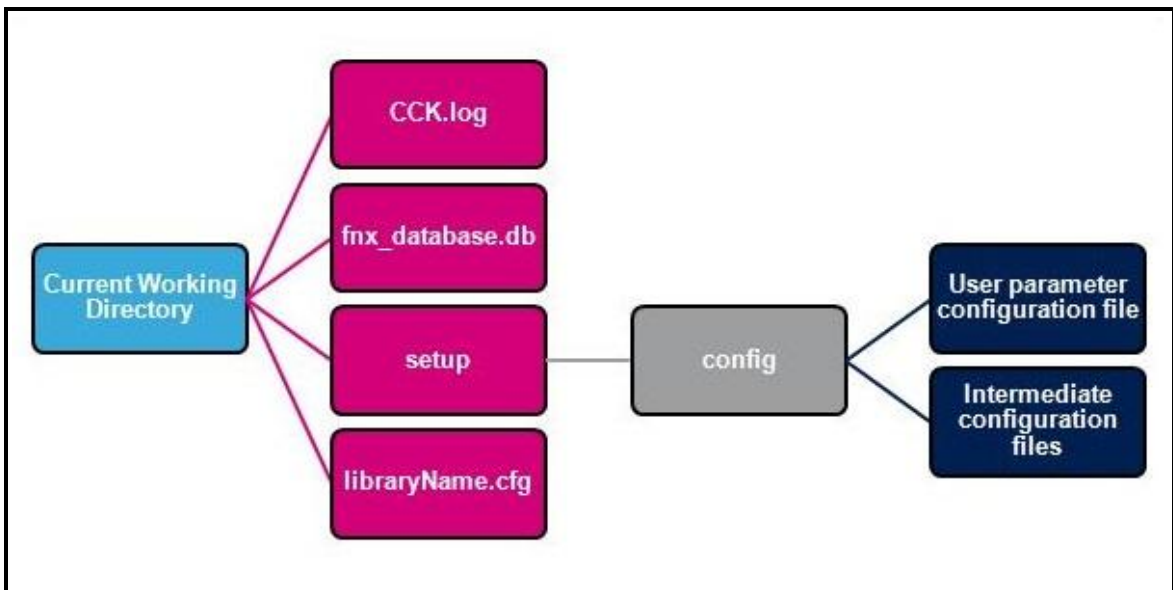 CCK.log
fnx_database.db
Current Working
Directory
setup
libraryName.cfg
config
User parameter
configuration file
Intermediate
configuration
files